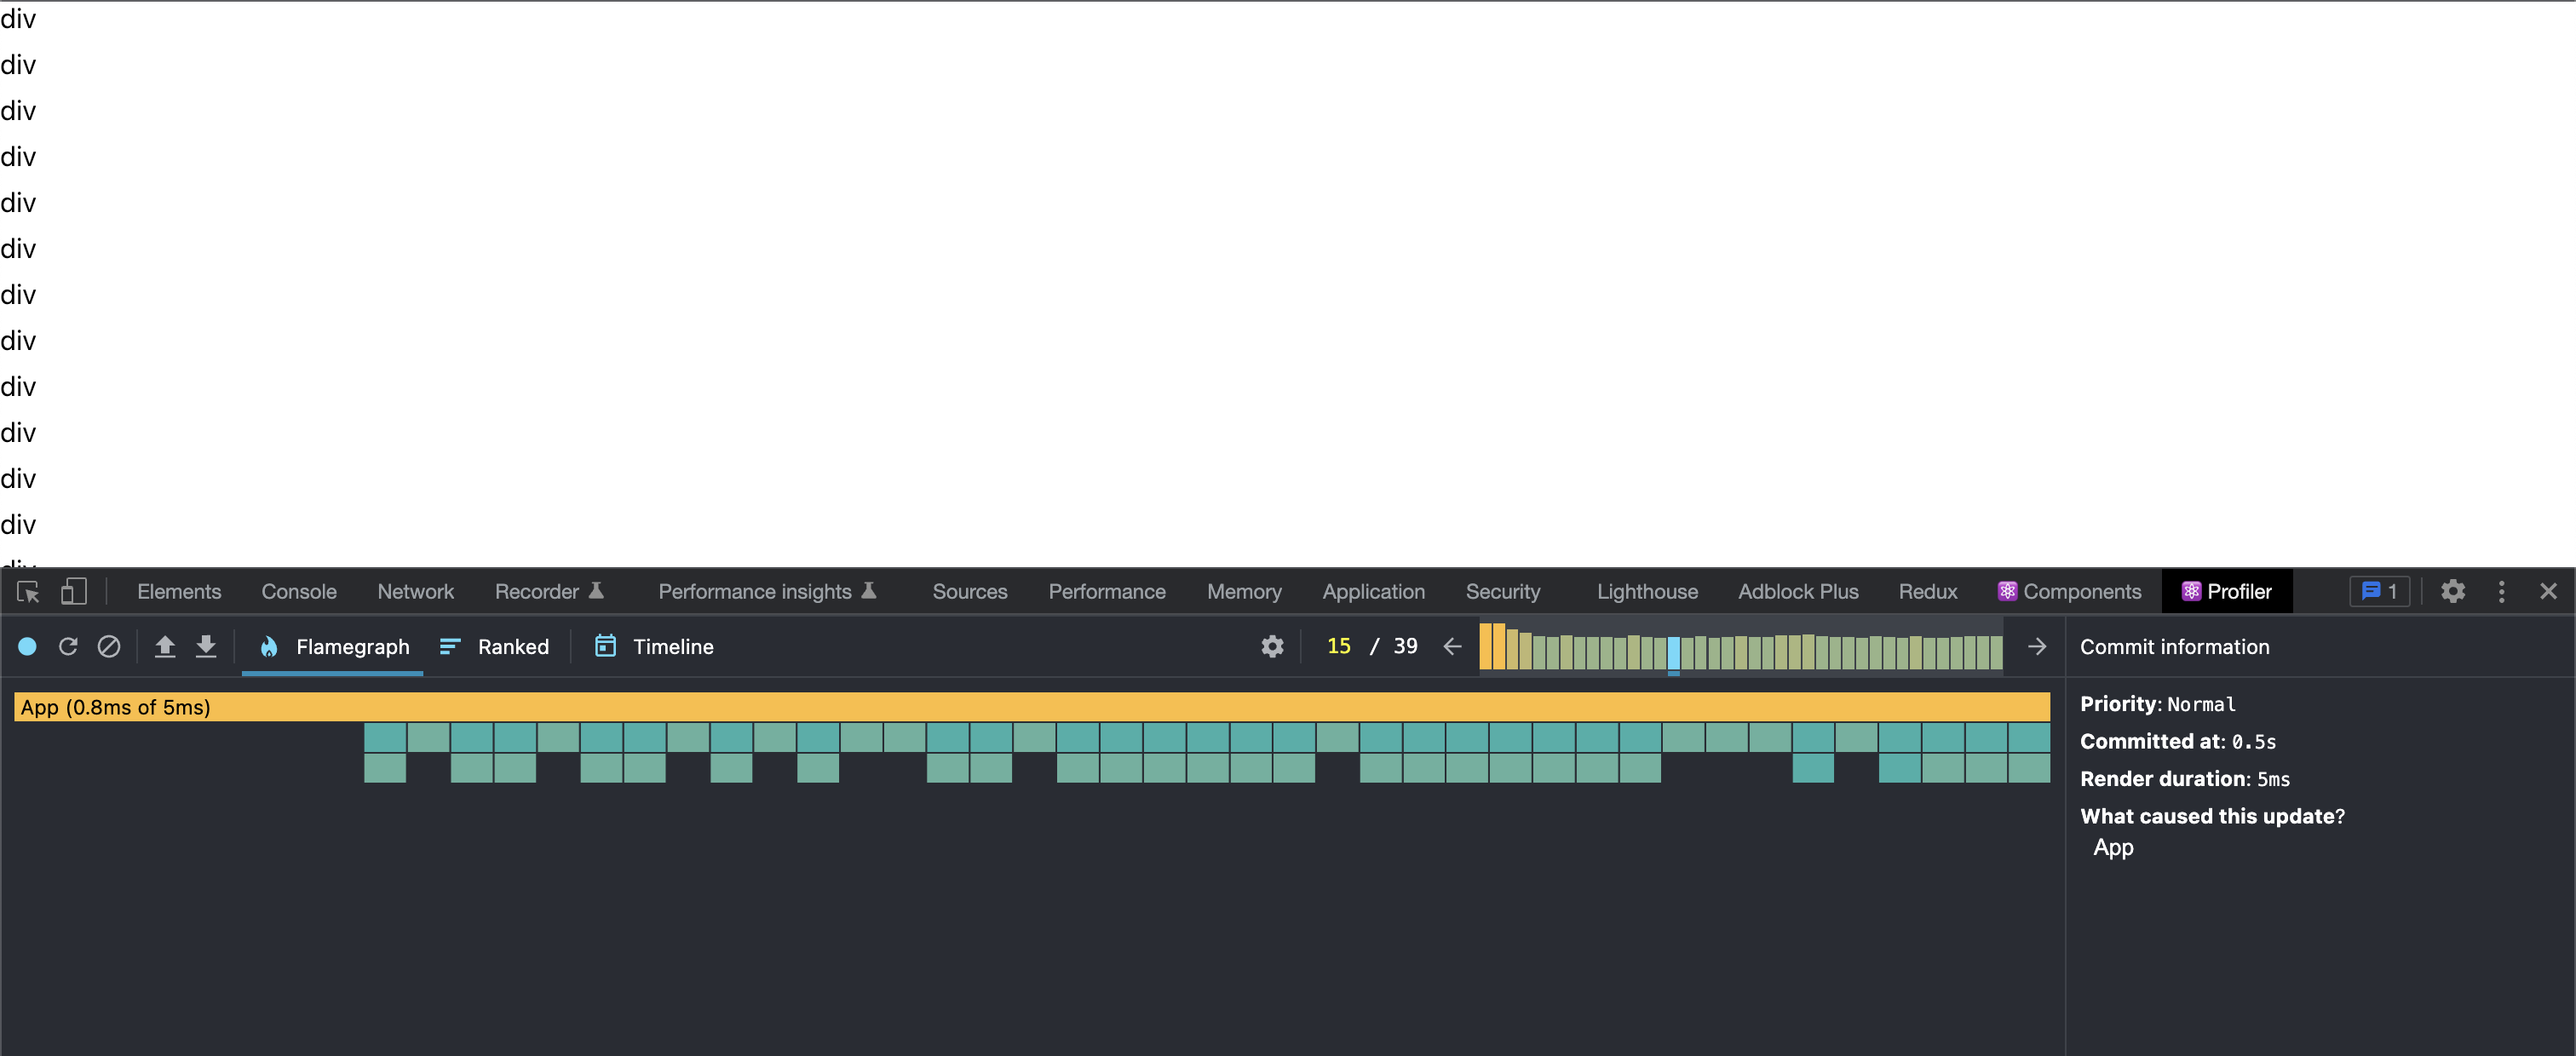 div
div
div
div
div
div
div
div
div
div
div
div
div
Elements Console Network Recorder Performance insights Sources Performance Memory Application Security Lighthouse Adblock Plus Redux Components Profiler 1
Flamegraph Ranked Timeline 15 / 39 Commit information
App (0.8ms of 5ms)
Priority: Normal
Committed at: 0.5s
Render duration: 5ms
What caused this update?
App